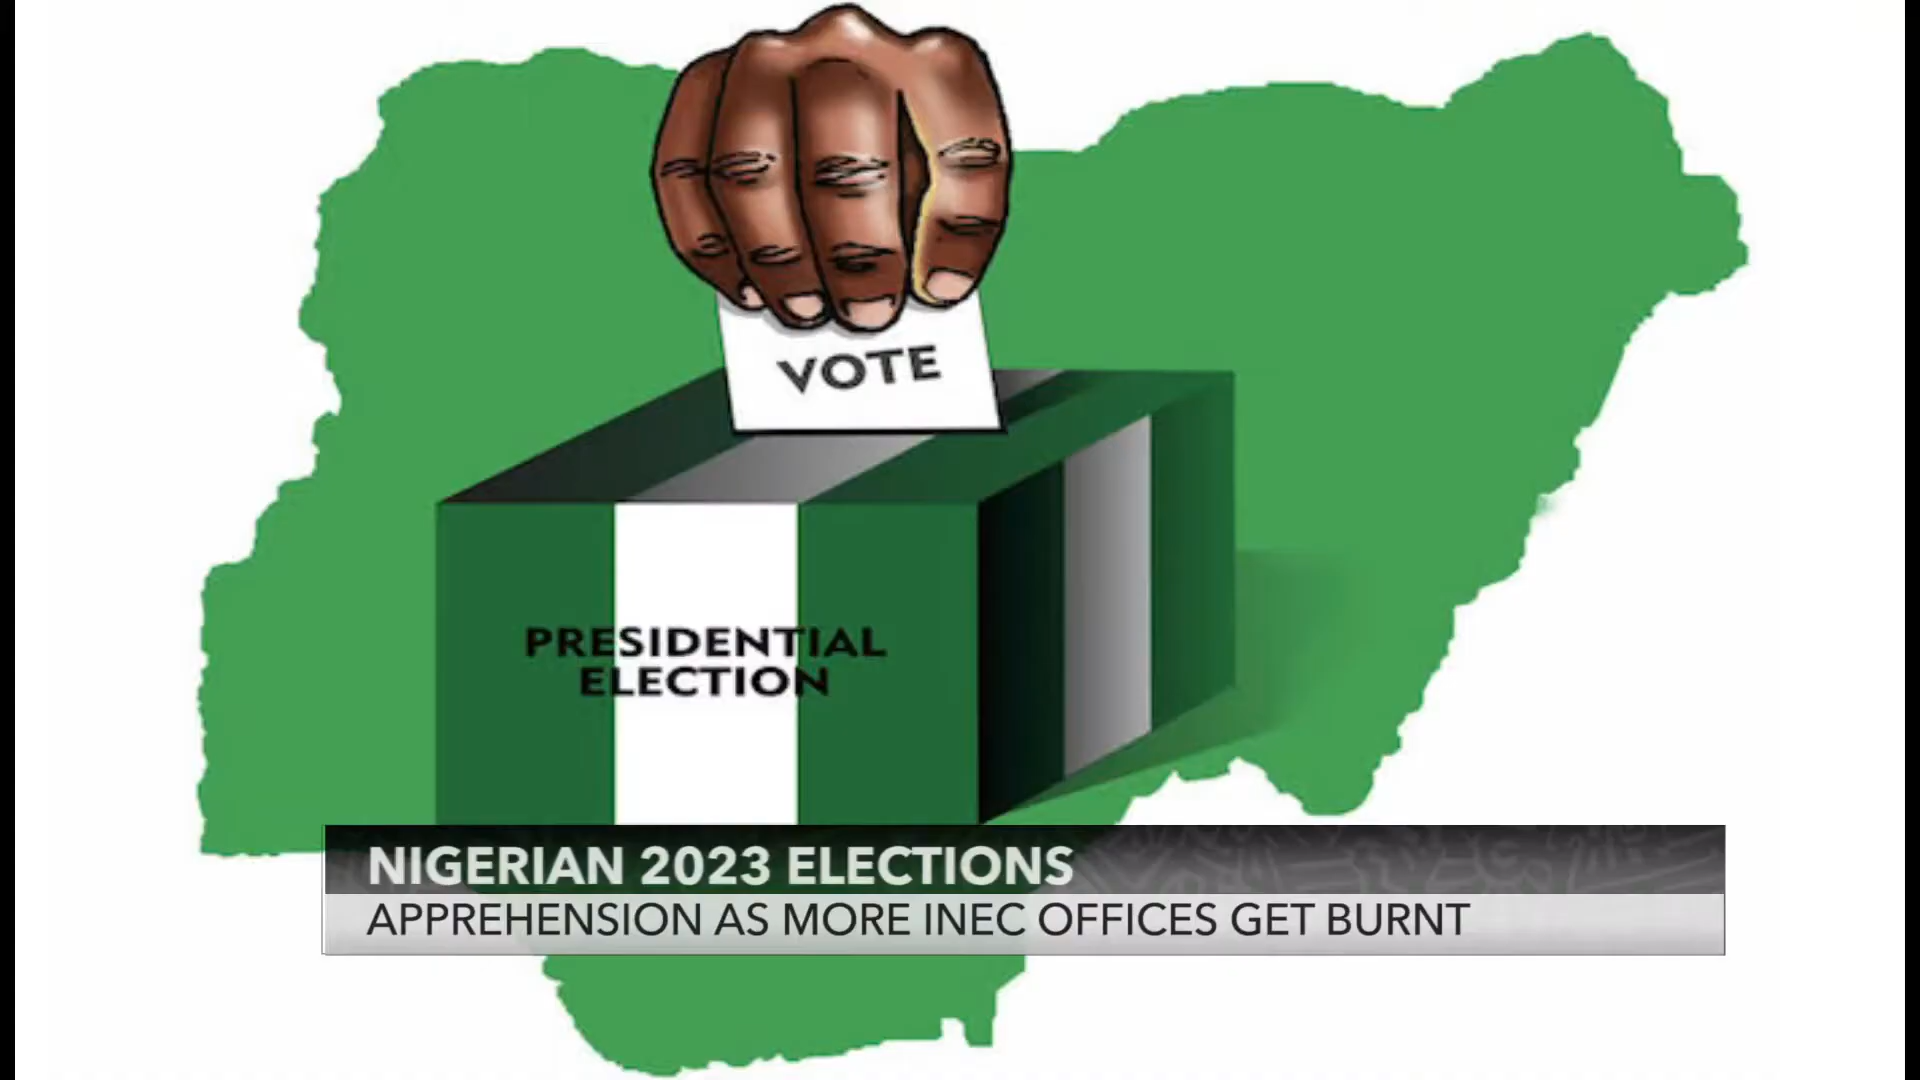 VOTE
PRESIDENTIAL
ELECTION
NIGERIAN 2023 ELECTIONS
APPREHENSION AS MORE INEC OFFICES GET BURNT